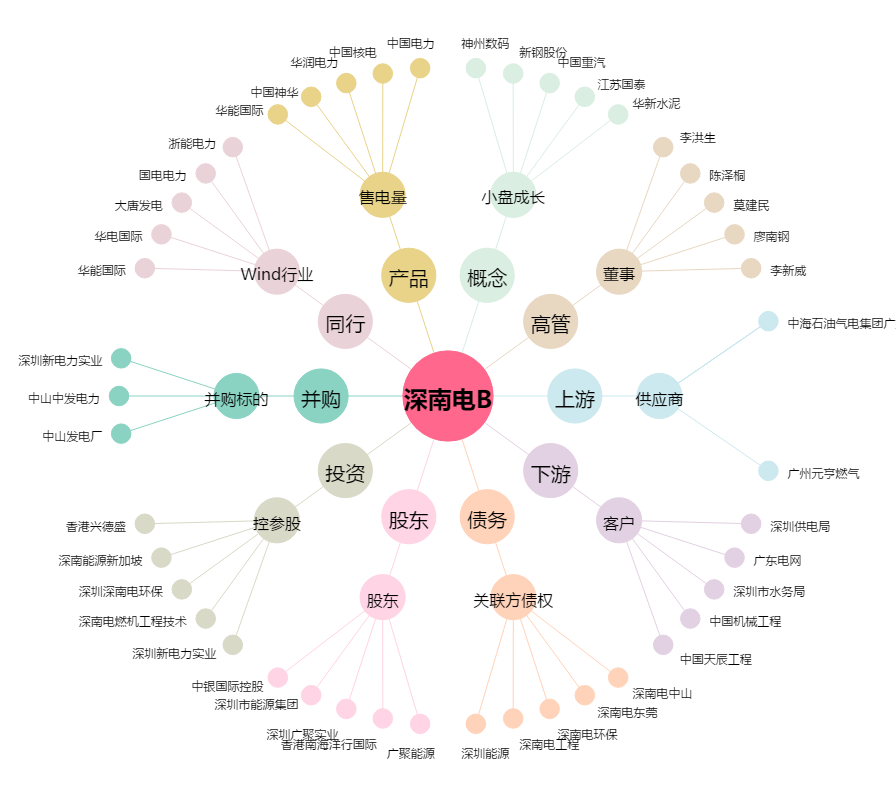 中国电力
神州数码
中国核电
新钢股份
华润电力
中国重汽
中国神华
江苏国泰
华能国际
华新水泥
浙能电力
李洪生
国电电力
陈泽桐
售电量
小盘成长
大唐发电
莫建民
华电国际
廖南钢
华能国际
Wind行业
产品
概念
董事
李新威
同行
高管
中海石油气电集团广
深圳新电力实业
中山中发电力
并购标的
并购
深南电B
上游
供应商
中山发电厂
投资
下游
广州元亨燃气
香港兴德盛
控参股
股东
债务
客户
深圳供电局
深南能源新加坡
广东电网
深圳深南电环保
深圳市水务局
股东
关联方债权
深南电燃机工程技术
中国机械工程
深圳新电力实业
中国天辰工程
中银国际控股
深南电中山
深圳市能源集团
深南电东莞
深圳广聚实业
深南电环保
香港南海洋行国际
深南电工程
广聚能源
深圳能源